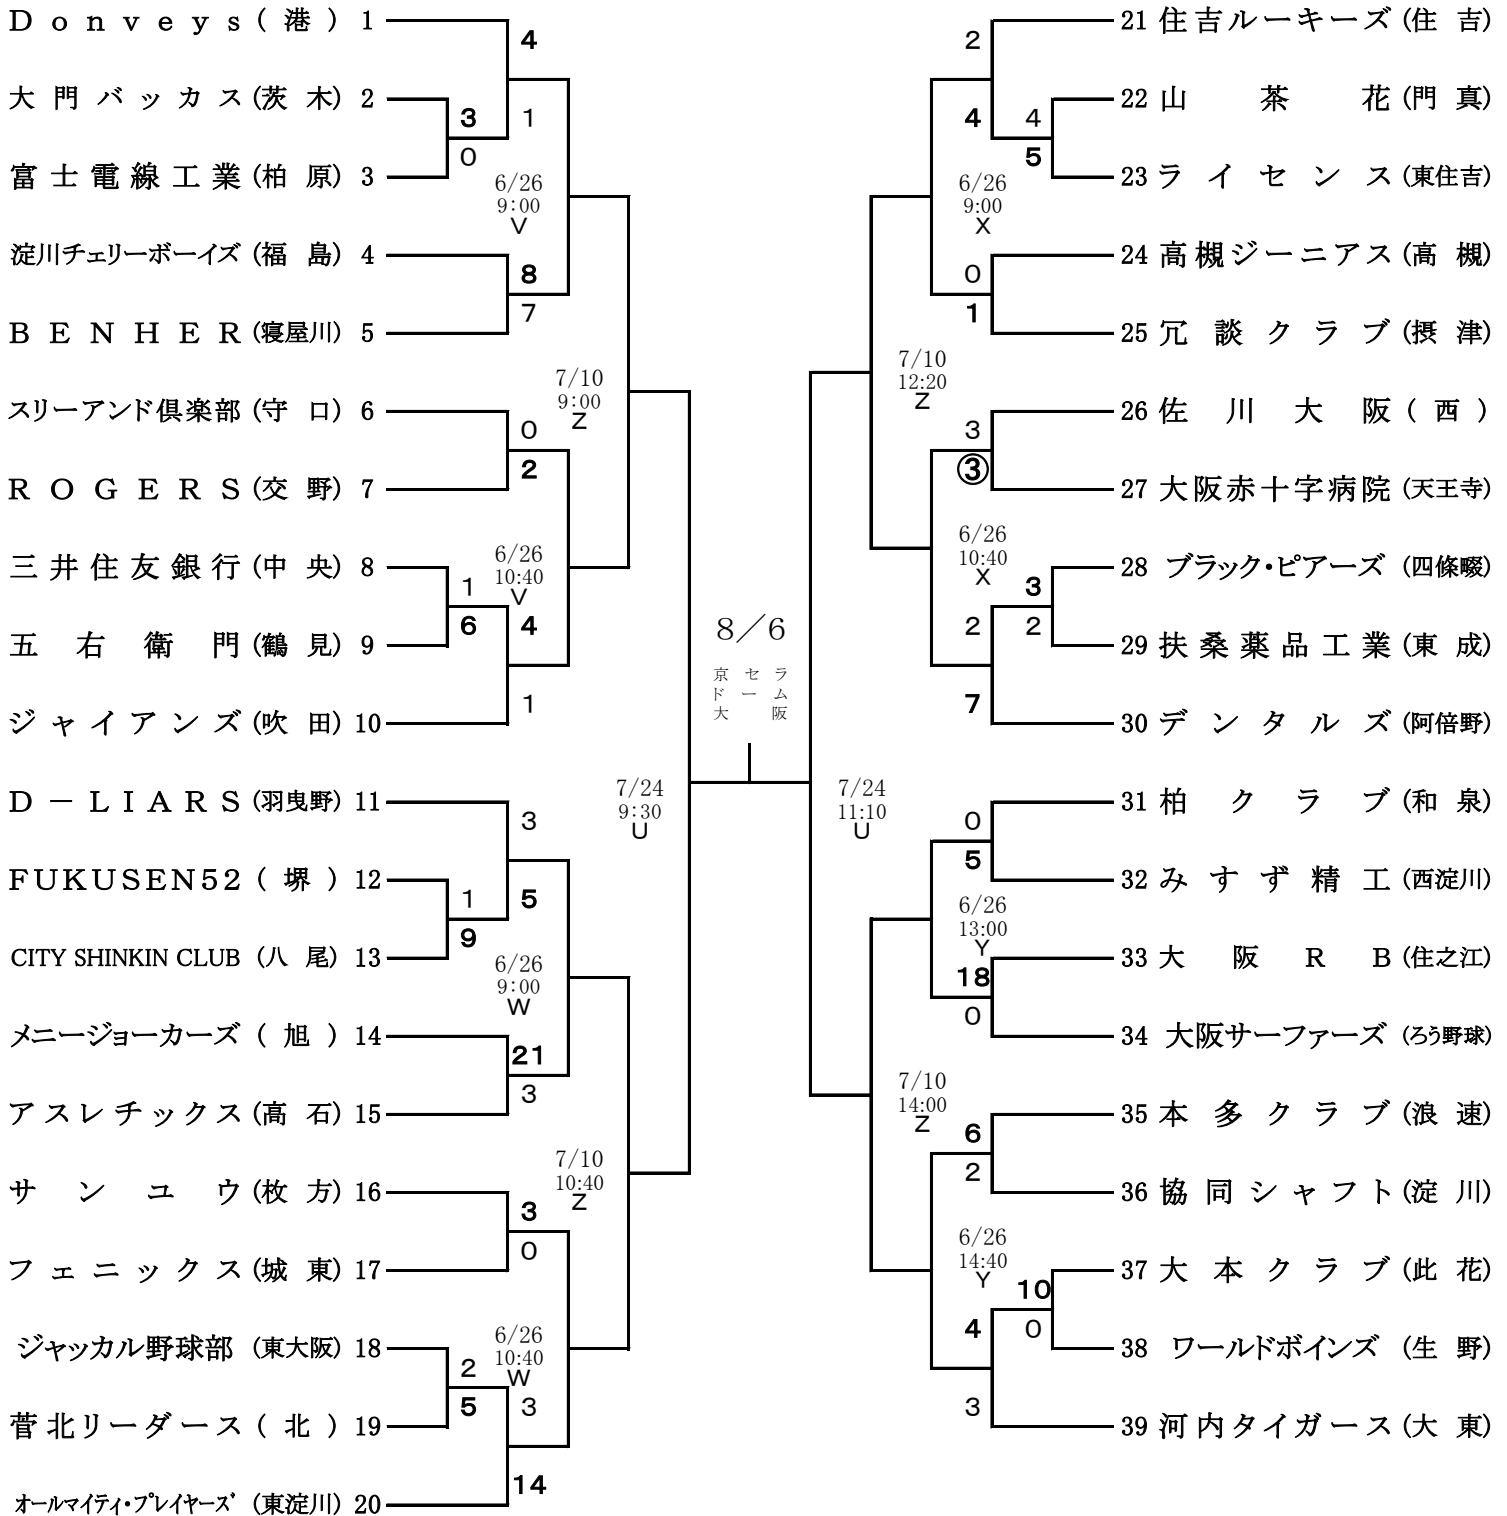 Donveys(港) 1
大門バッカス(茨木) 2
富士電線工業(柏原) 3
淀川チェリーボーイズ(福島) 4
BENHER(寝屋川) 5
スリーアンド倶楽部(守口) 6
ROGERS(交野) 7
三井住友銀行(中央) 8
五右衛門(鶴見) 9
ジャイアンズ(吹田) 10
D-LIARS(羽曳野) 11
FUKUSEN52(堺) 12
CITY SHINKIN CLUB(八尾) 13
メニージョーカーズ(旭) 14
アスレチックス(高石) 15
サンユウ(枚方) 16
フェニックス(城東) 17
ジャッカル野球部(東大阪) 18
菅北リーダース(北) 19
オールマイティ・プレイヤーズ(東淀川) 20
4
3
1
0
6/26
9:00
V
8
7
7/10
9:00
Z
0
2
6/26
10:40
V
1
6
4
1
7/24
9:30
U
3
1
5
9
6/26
9:00
W
21
3
7/10
10:40
Z
3
0
6/26
10:40
W
2
5
3
14
8/6
京セラ
ドーム
大阪
2
4
4
5
6/26
9:00
X
0
1
7/10
12:20
Z
3
③
6/26
10:40
X
3
2
2
7
7/24
11:10
U
0
5
6/26
13:00
Y
18
0
7/10
14:00
Z
6
2
6/26
14:40
Y
10
4
0
3
21 住吉ルーキーズ(住吉)
22 山茶花(門真)
23 ライセンス(東住吉)
24 高槻ジーニアス(高槻)
25 冗談クラブ(摂津)
26 佐川大阪(西)
27 大阪赤十字病院(天王寺)
28 ブラック・ピアーズ(四條畷)
29 扶桑薬品工業(東成)
30 デンタルズ(阿倍野)
31 柏クラブ(和泉)
32 みすず精工(西淀川)
33 大阪RB(住之江)
34 大阪サーファーズ(ろう野球)
35 本多クラブ(浪速)
36 協同シャフト(淀川)
37 大本クラブ(此花)
38 ワールドボインズ(生野)
39 河内タイガース(大東)